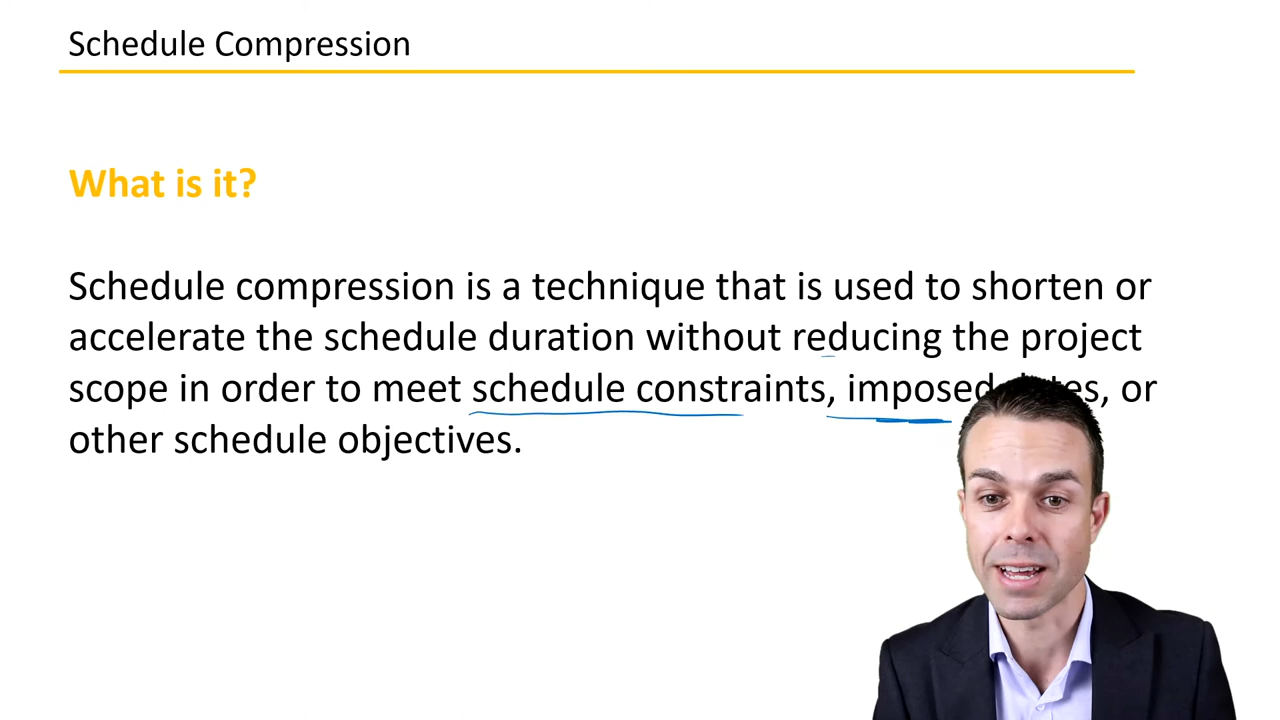 Schedule Compression
What is it?
Schedule compression is a technique that is used to shorten or
accelerate the schedule duration without reducing the project
scope in order to meet schedule constraints, imposed dates, or
other schedule objectives.